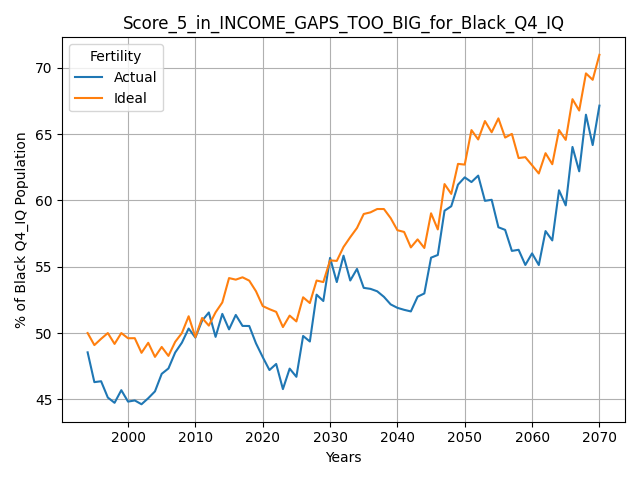 Score_5_in_INCOME_GAPS_TOO_BIG_for_Black_Q4_IQ
Fertility
Actual
Ideal
% of Black Q4_IQ Population
70
65
60
55
50
45
2000
2010
2020
2030
2040
2050
2060
2070
Years